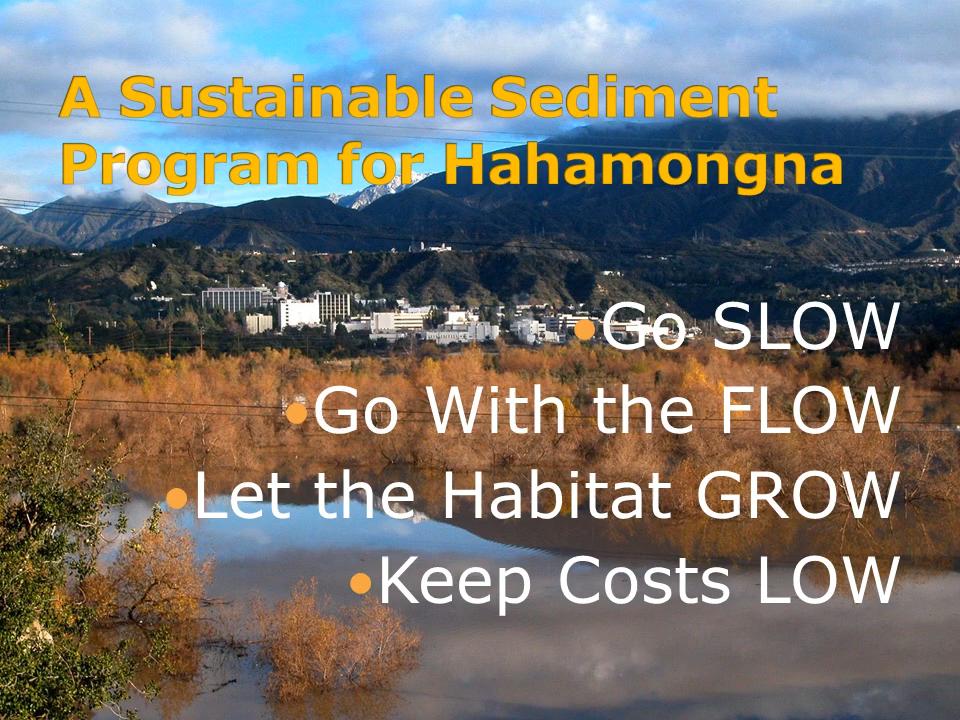 A Sustainable Sediment
Program for Hahamongna
•Go SLOW
•Go With the FLOW
•Let the Habitat GROW
•Keep Costs LOW